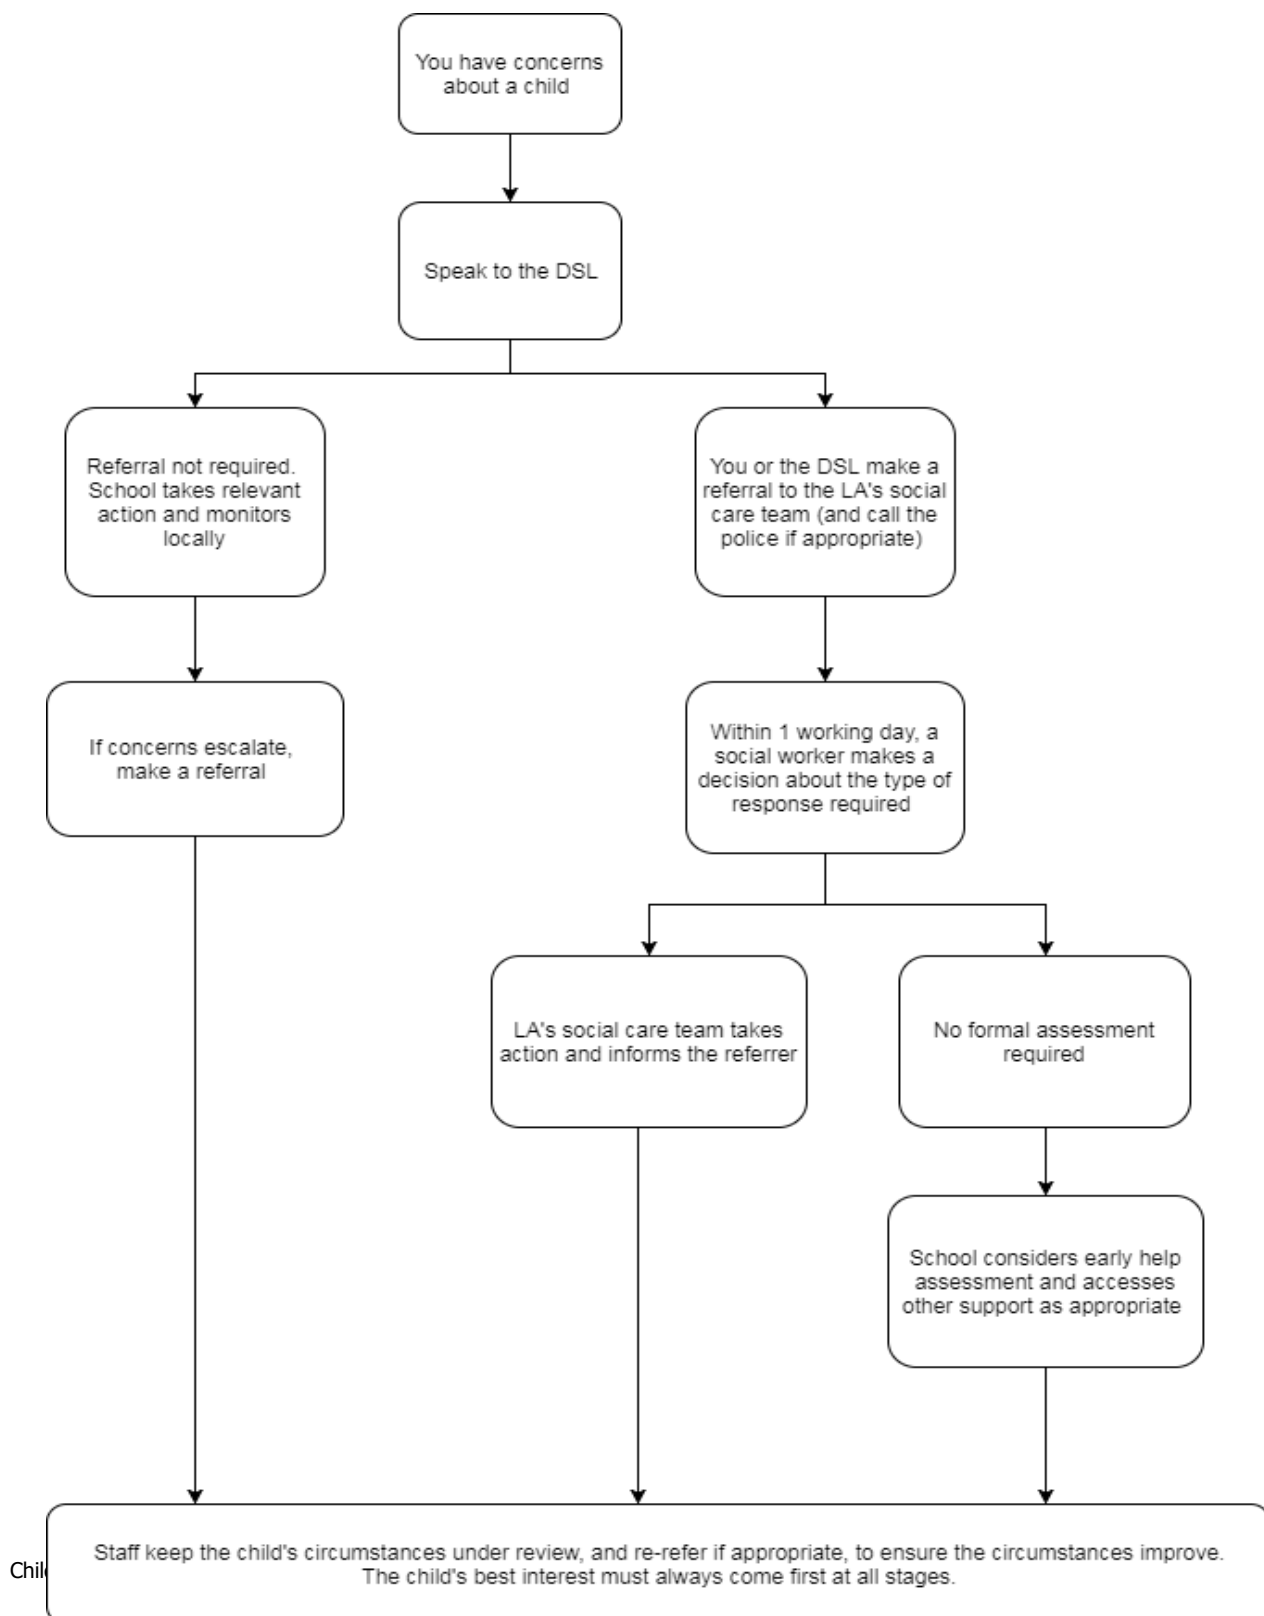 You have concerns
about a child
Speak to the DSL
Referral not required.
School takes relevant
action and monitors
locally
You or the DSL make a
referral to the LA's social
care team (and call the
police if appropriate)
If concerns escalate,
make a referral
Within 1 working day, a
social worker makes a
decision about the type of
response required
LA's social care team takes
action and informs the referrer
No formal assessment
required
School considers early help
assessment and accesses
other support as appropriate
Staff keep the child's circumstances under review, and re-refer if appropriate, to ensure the circumstances improve.
The child's best interest must always come first at all stages.